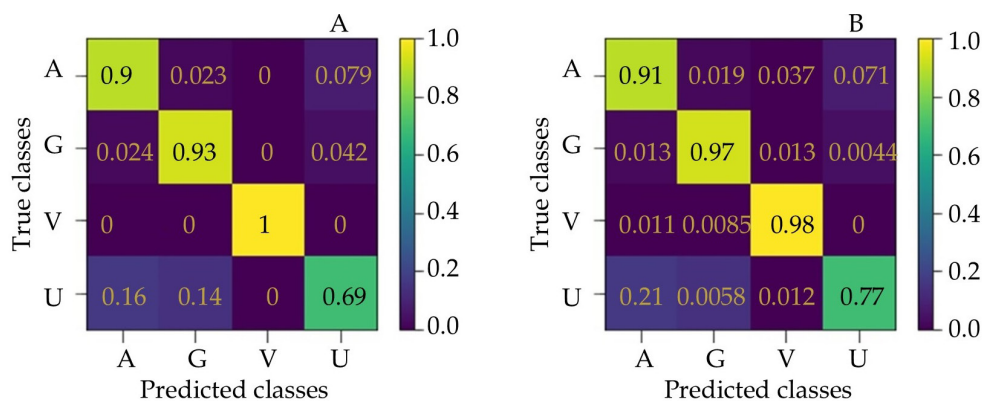 A
A 0.9 0.023 0 0.079
G 0.024 0.93 0 0.042
V 0 0 1 0
U 0.16 0.14 0 0.69
A G V U
Predicted classes
True classes
1.0
0.8
0.6
0.4
0.2
0.0
B
A 0.91 0.019 0.037 0.071
G 0.013 0.97 0.013 0.0044
V 0.011 0.0085 0.98 0
U 0.21 0.0058 0.012 0.77
A G V U
Predicted classes
True classes
1.0
0.8
0.6
0.4
0.2
0.0